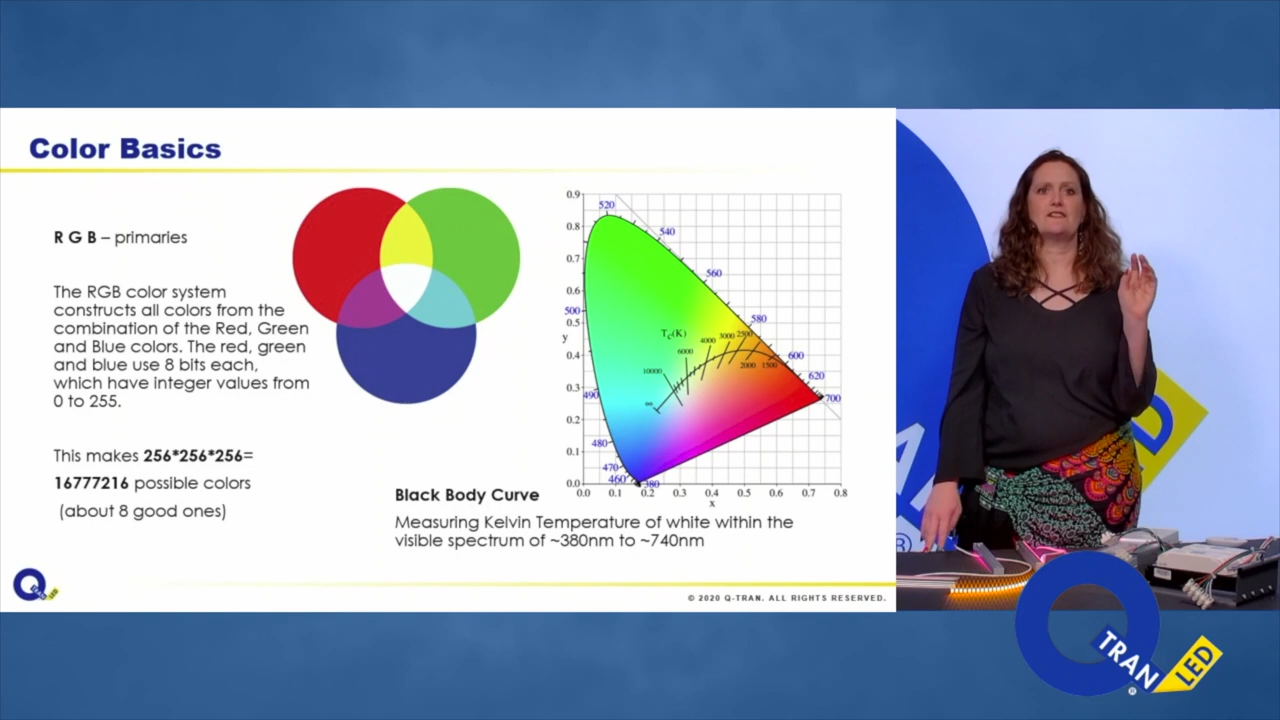 Color Basics
R G B – primaries
The RGB color system
constructs all colors from the
combination of the Red, Green
and Blue colors. The red, green
and blue use 8 bits each,
which have integer values from
0 to 255.
This makes 256*256*256=
16777216 possible colors
(about 8 good ones)
0.9
0.8
0.7
0.6
0.5
y
0.4
0.3
0.2
0.1
0.0
0.0 0.1 0.2 0.3 0.4 0.5 0.6 0.7 0.8
x
520
540
560
500
580
600
620
700
490
480
470
460
380
Tc(K)
∞
10000
6000
4000
3000
2500
2000
1500
Black Body Curve
Measuring Kelvin Temperature of white within the
visible spectrum of ~380nm to ~740nm
Q
TRAN LED
© 2020 Q-TRAN. ALL RIGHTS RESERVED.
®
Q
TRAN LED
®